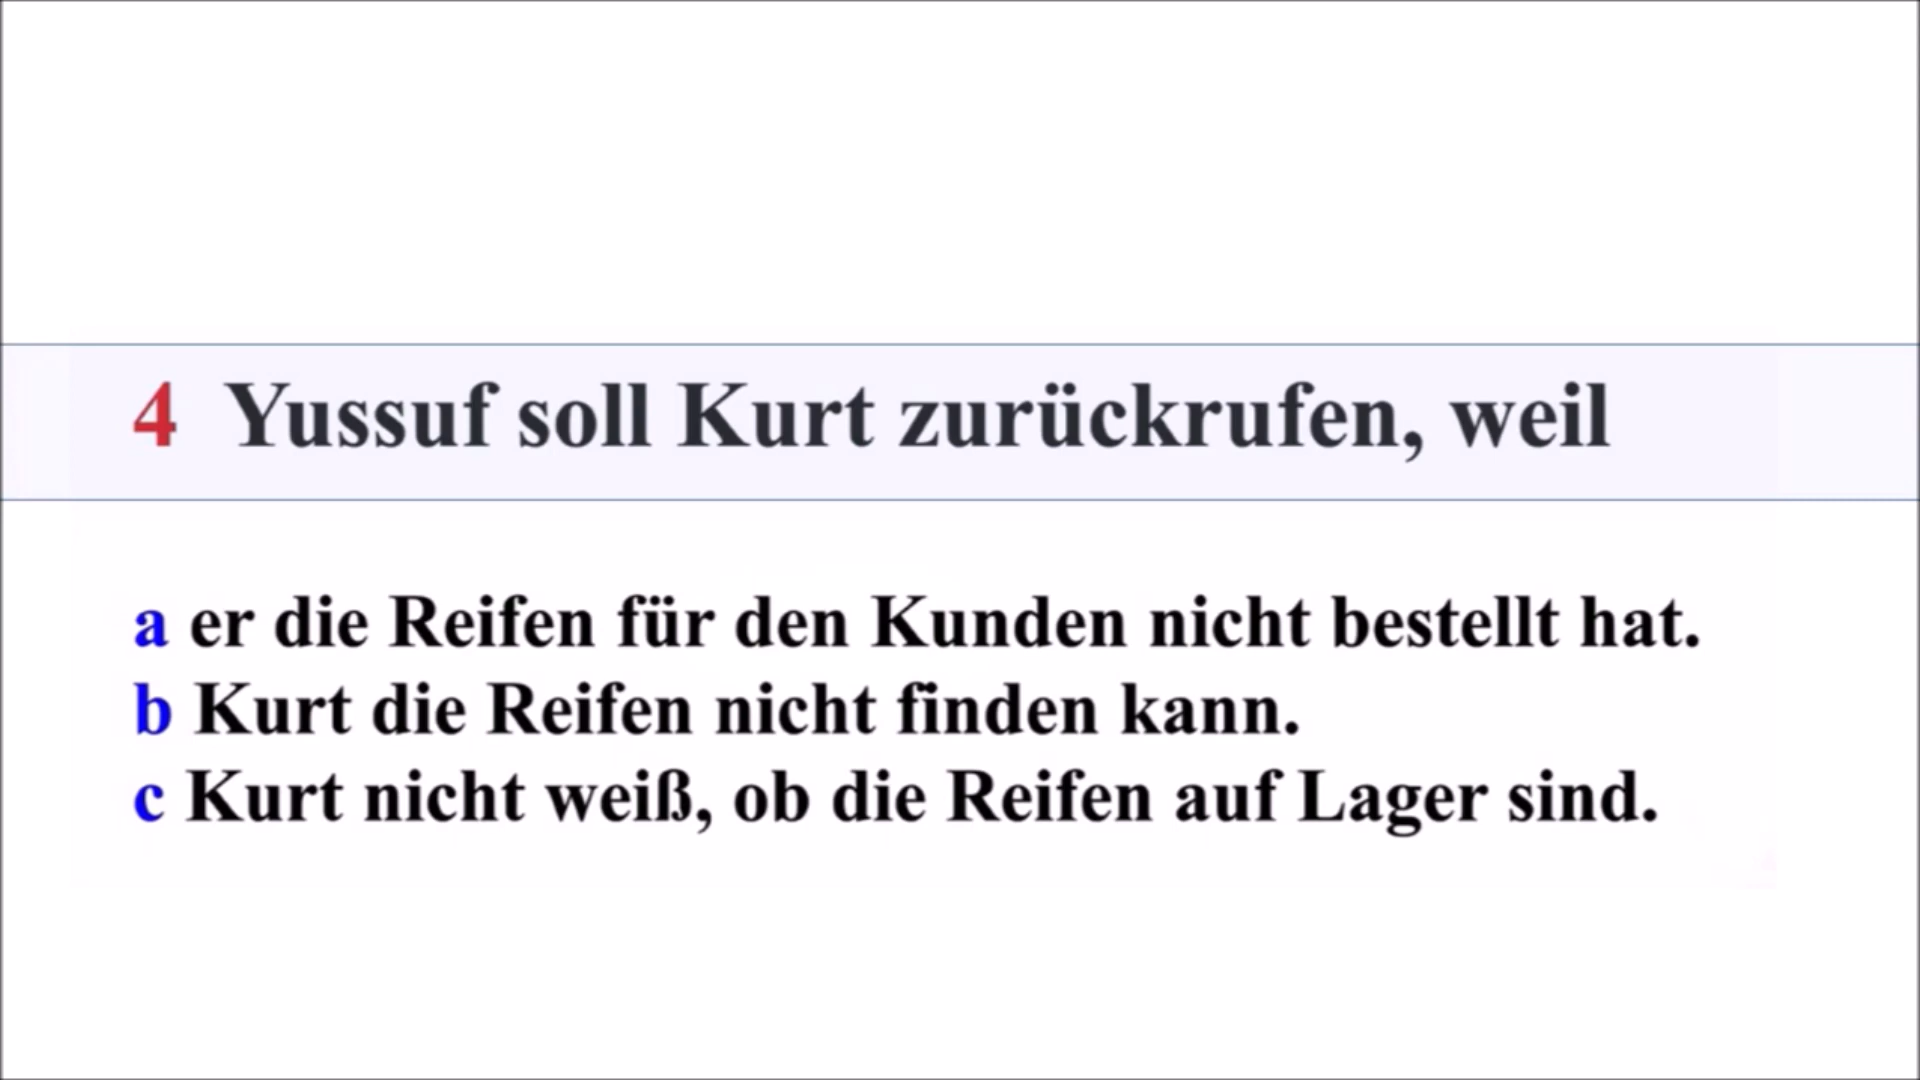 4 Yussuf soll Kurt zurückrufen, weil
a er die Reifen für den Kunden nicht bestellt hat.
b Kurt die Reifen nicht finden kann.
c Kurt nicht weiß, ob die Reifen auf Lager sind.